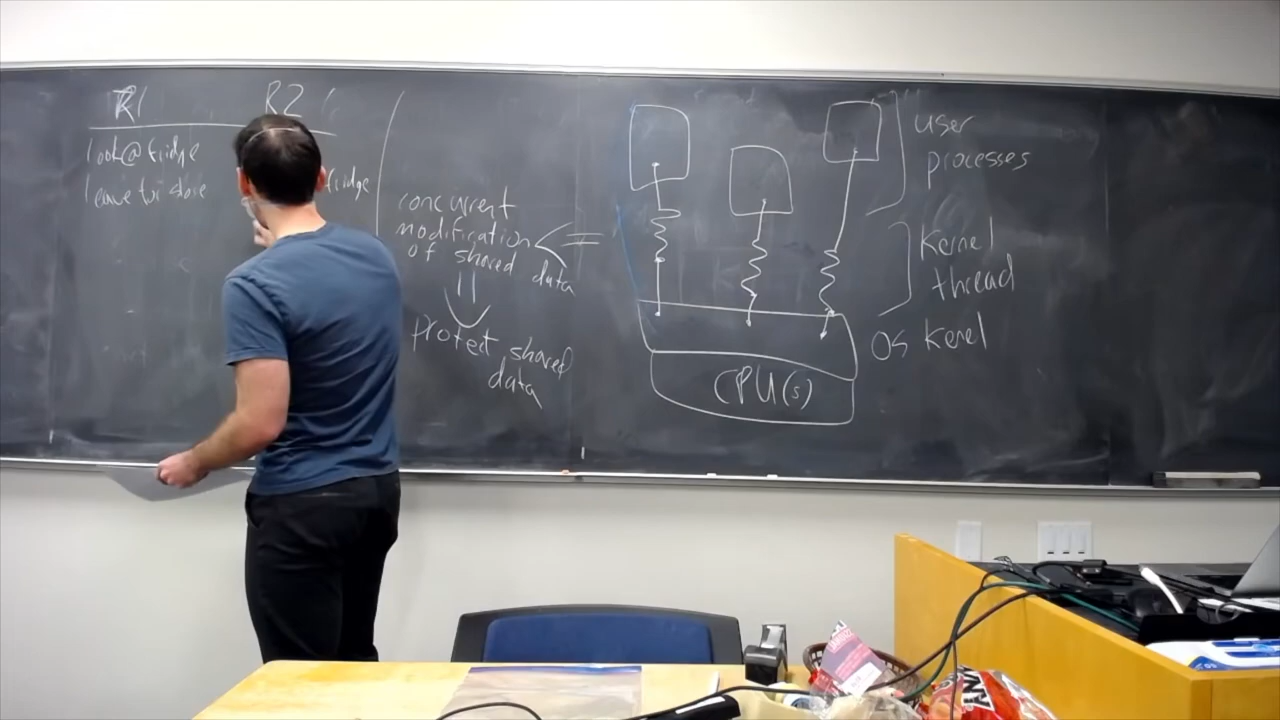 R1 R2
look@fridge
leave for store fridge
concurrent
modification
of shared data
protect shared
data
user
processes
kernel
thread
OS kenel
CPU(s)